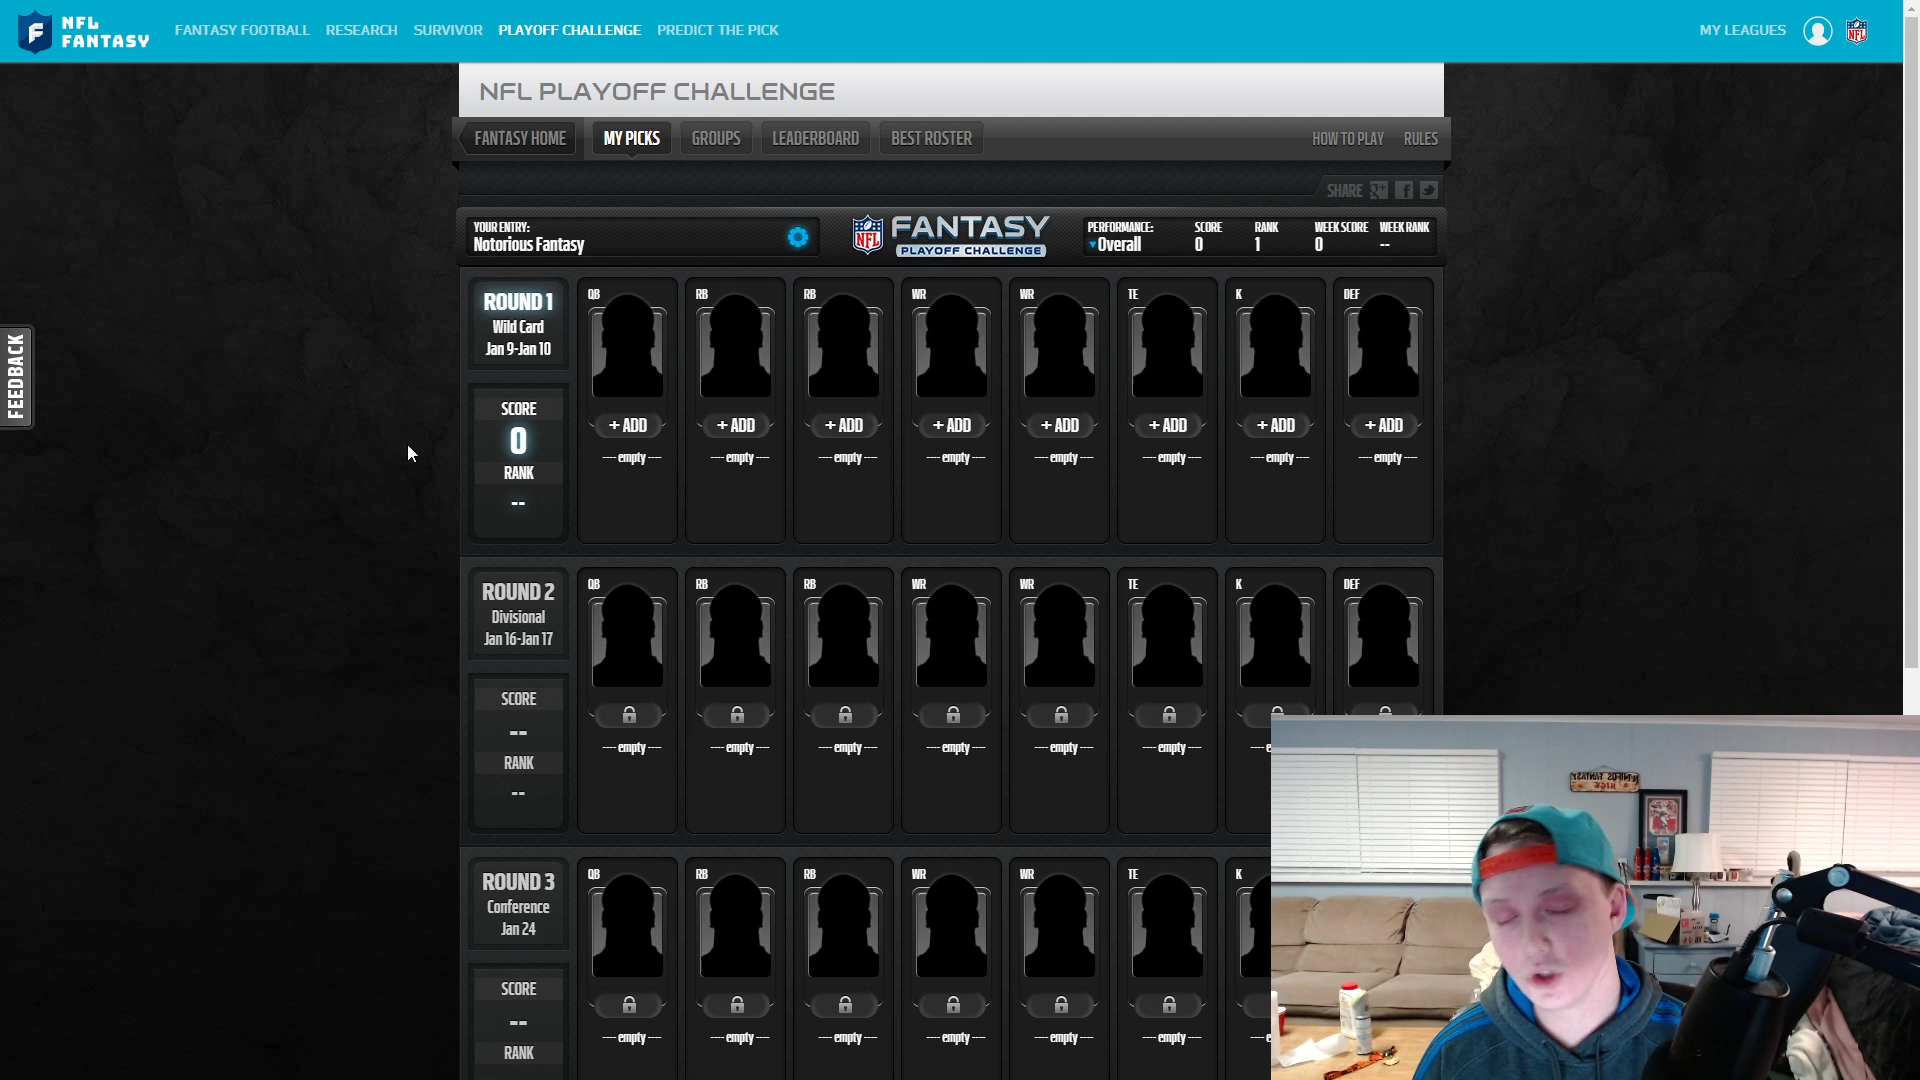 NFL FANTASY
FANTASY FOOTBALL RESEARCH SURVIVOR PLAYOFF CHALLENGE PREDICT THE PICK MY LEAGUES NFL
NFL PLAYOFF CHALLENGE
FANTASY HOME MY PICKS GROUPS LEADERBOARD BEST ROSTER HOW TO PLAY RULES
SHARE
YOUR ENTRY:
Notorious Fantasy
NFL FANTASY
PLAYOFF CHALLENGE
PERFORMANCE: SCORE RANK WEEK SCORE WEEK RANK
Overall 0 1 0 --
FEEDBACK
ROUND 1
Wild Card
Jan 9-Jan 10
SCORE
0
RANK
--
QB RB RB WR WR TE K DEF
+ ADD + ADD + ADD + ADD + ADD + ADD + ADD + ADD
---- empty ---- ---- empty ---- ---- empty ---- ---- empty ---- ---- empty ---- ---- empty ---- ---- empty ---- ---- empty ----
ROUND 2
Divisional
Jan 16-Jan 17
SCORE
--
RANK
--
QB RB RB WR WR TE K DEF
---- empty ---- ---- empty ---- ---- empty ---- ---- empty ---- ---- empty ---- ---- empty ---- ---- e
ROUND 3
Conference
Jan 24
SCORE
--
RANK
QB RB RB WR WR TE K
---- empty ---- ---- empty ---- ---- empty ---- ---- empty ---- ---- empty ---- ---- empty ----